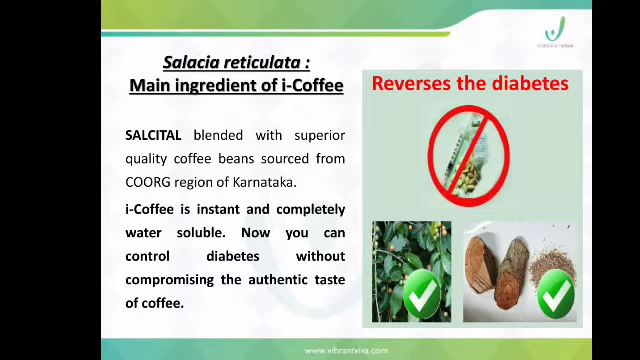 VIBRANT VIVA
Salacia reticulata :
Main ingredient of i-Coffee
SALCITAL blended with superior
quality coffee beans sourced from
COORG region of Karnataka.
i-Coffee is instant and completely
water soluble. Now you can
control diabetes without
compromising the authentic taste
of coffee.
Reverses the diabetes
www.vibrantviva.com